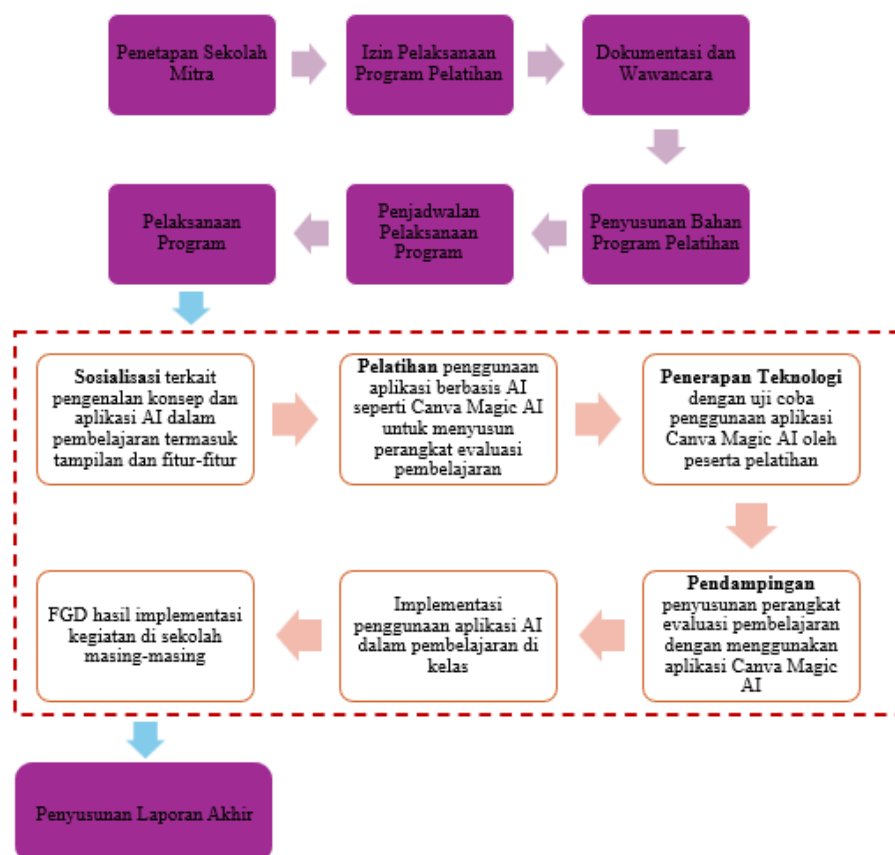 Penetapan Sekolah
Mitra
Izin Pelaksanaan
Program Pelatihan
Dokumentasi dan
Wawancara
Penyusunan Bahan
Program Pelatihan
Penjadwalan
Pelaksanaan
Program
Pelaksanaan
Program
Sosialisasi terkait
pengenalan konsep dan
aplikasi AI dalam
pembelajaran termasuk
tampilan dan fitur-fitur
Pelatihan penggunaan
aplikasi berbasis AI
seperti Canva Magic AI
untuk menyusun
perangkat evaluasi
pembelajaran
Penerapan Teknologi
dengan uji coba
penggunaan aplikasi
Canva Magic AI oleh
peserta pelatihan
Pendampingan
penyusunan perangkat
evaluasi pembelajaran
dengan menggunakan
aplikasi Canva Magic
AI
Implementasi
penggunaan aplikasi AI
dalam pembelajaran di
kelas
FGD hasil implementasi
kegiatan di sekolah
masing-masing
Penyusunan Laporan Akhir